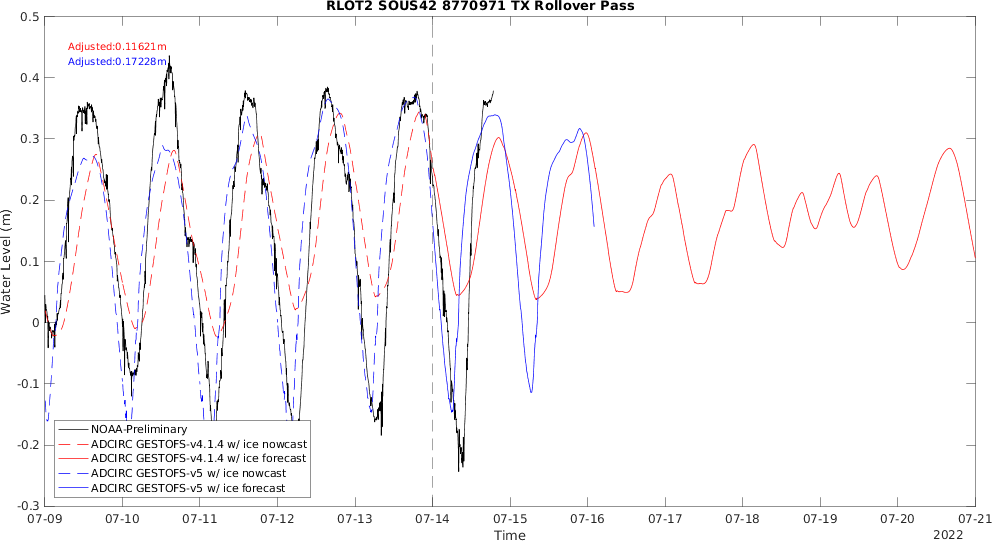 RLOT2 SOUS42 8770971 TX Rollover Pass
Adjusted:0.11621m
Adjusted:0.17228m
0.5
0.4
0.3
0.2
0.1
0
-0.1
-0.2
-0.3
Water Level (m)
NOAA-Preliminary
ADCIRC GESTOFS-v4.1.4 w/ ice nowcast
ADCIRC GESTOFS-v4.1.4 w/ ice forecast
ADCIRC GESTOFS-v5 w/ ice nowcast
ADCIRC GESTOFS-v5 w/ ice forecast
07-09 07-10 07-11 07-12 07-13 07-14 07-15 07-16 07-17 07-18 07-19 07-20 07-21
Time
2022